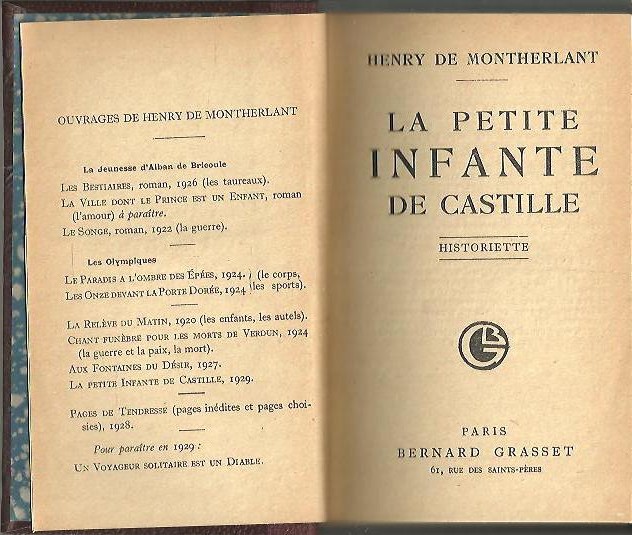 OUVRAGES DE HENRY DE MONTHERLANT
La jeunesse d'Alban de Bricoule
LES BESTIAIRES, roman, 1926 (les taureaux).
LA VILLE DONT LE PRINCE EST UN ENFANT, roman
(l'amour) à paraître.
LE SONGE, roman, 1922 (la guerre).
Les Olympiques
LE PARADIS A L'OMBRE DES ÉPÉES, 1924. (le corps,
LES ONZE DEVANT LA PORTE DORÉE, 1924 les sports).
LA RELÈVE DU MATIN, 1920 (les enfants, les autels).
CHANT FUNÈBRE POUR LES MORTS DE VERDUN, 1924
(la guerre et la paix, la mort).
AUX FONTAINES DU DÉSIR, 1927.
LA PETITE INFANTE DE CASTILLE, 1929.
PAGES DE TENDRESSE (pages inédites et pages choi-
sies), 1928.
Pour paraître en 1929 :
UN VOYAGEUR SOLITAIRE EST UN DIABLE.
HENRY DE MONTHERLANT
LA PETITE
INFANTE
DE CASTILLE
HISTORIETTE
BG
PARIS
BERNARD GRASSET
61, RUE DES SAINTS-PÈRES